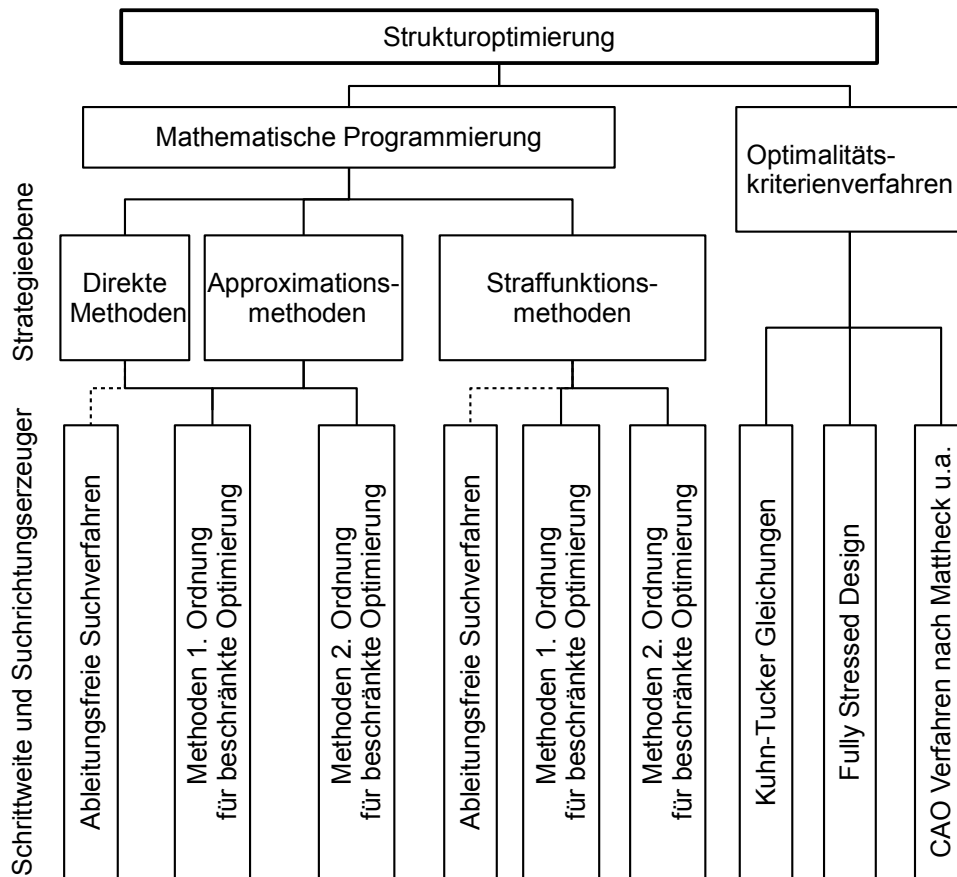 Strukturoptimierung
Mathematische Programmierung
Optimalitäts-
kriterienverfahren
Strategieebene
Direkte
Methoden
Approximations-
methoden
Straffunktions-
methoden
Schrittweite und Suchrichtungserzeuger
Ableitungsfreie Suchverfahren
Methoden 1. Ordnung
für beschränkte Optimierung
Methoden 2. Ordnung
für beschränkte Optimierung
Ableitungsfreie Suchverfahren
Methoden 1. Ordnung
für beschränkte Optimierung
Methoden 2. Ordnung
für beschränkte Optimierung
Kuhn-Tucker Gleichungen
Fully Stressed Design
CAO Verfahren nach Mattheck u.a.